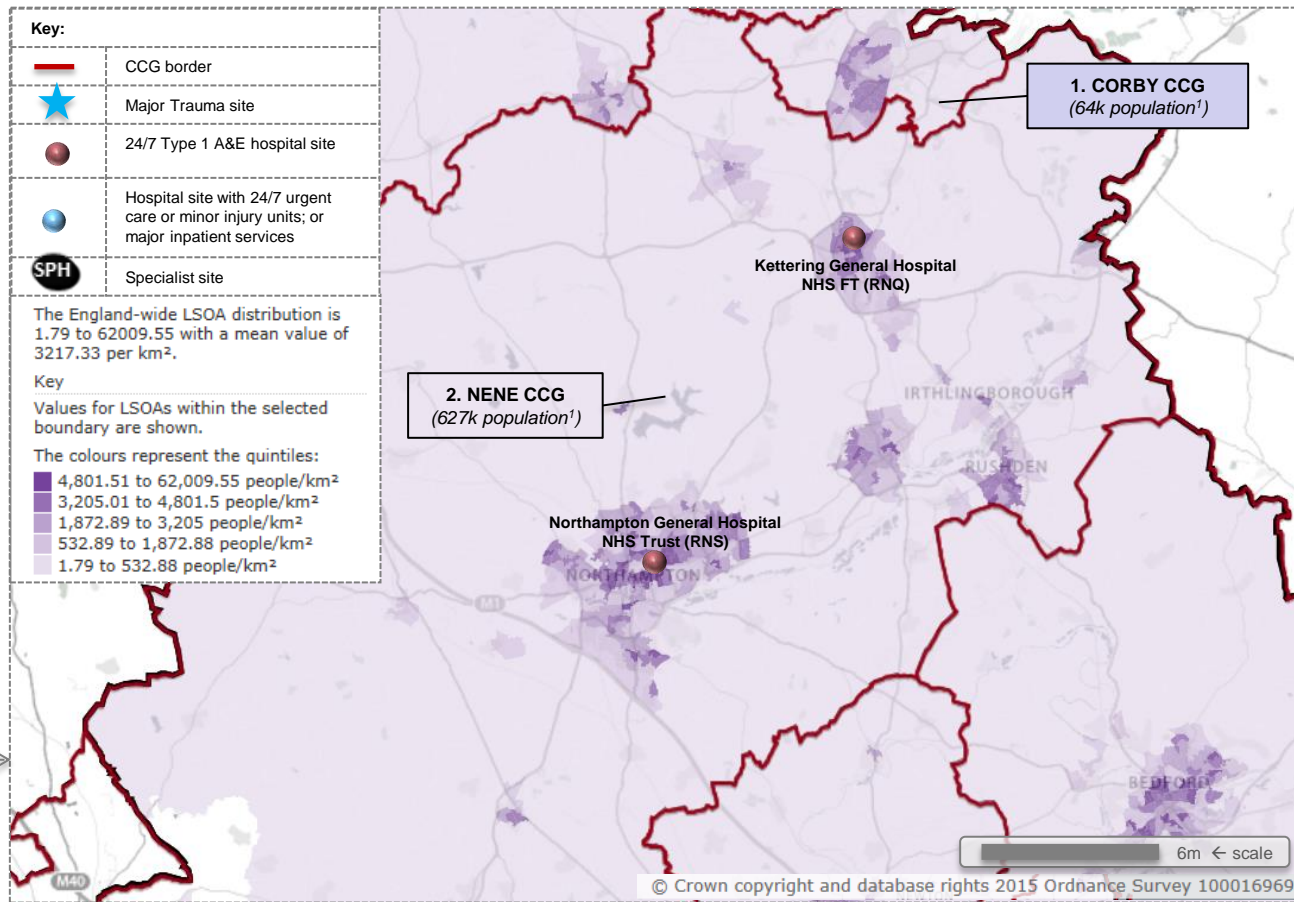 Key:
CCG border
Major Trauma site
24/7 Type 1 A&E hospital site
Hospital site with 24/7 urgent
care or minor injury units; or
major inpatient services
SPH
Specialist site
The England-wide LSOA distribution is
1.79 to 62009.55 with a mean value of
3217.33 per km².
Key
Values for LSOAs within the selected
boundary are shown.
The colours represent the quintiles:
4,801.51 to 62,009.55 people/km²
3,205.01 to 4,801.5 people/km²
1,872.89 to 3,205 people/km²
532.89 to 1,872.88 people/km²
1.79 to 532.88 people/km²
1. CORBY CCG
(64k population¹)
Kettering General Hospital
NHS FT (RNQ)
2. NENE CCG
(627k population¹)
IRTHLINGBOROUGH
RUSHDEN
Northampton General Hospital
NHS Trust (RNS)
NORTHAMPTON
M1
BEDFORD
M40
6m ← scale
© Crown copyright and database rights 2015 Ordnance Survey 100016969